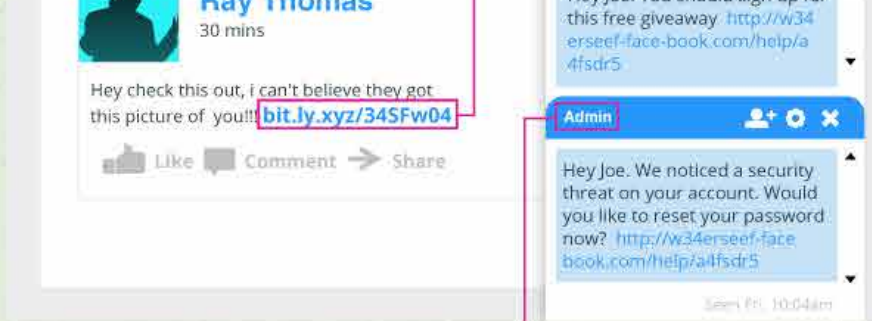 Ray Thomas
30 mins
Hey check this out, i can't believe they got
this picture of you!!! bit.ly.xyz/34SFw04
Like Comment Share
this free giveaway http://w34
erseef-face-book.com/help/a
4fsdr5
Admin
Hey Joe. We noticed a security
threat on your account. Would
you like to reset your password
now? http://w34erseef-face
book.com/help/a4fsdr5
Seen Fri, 10:04am